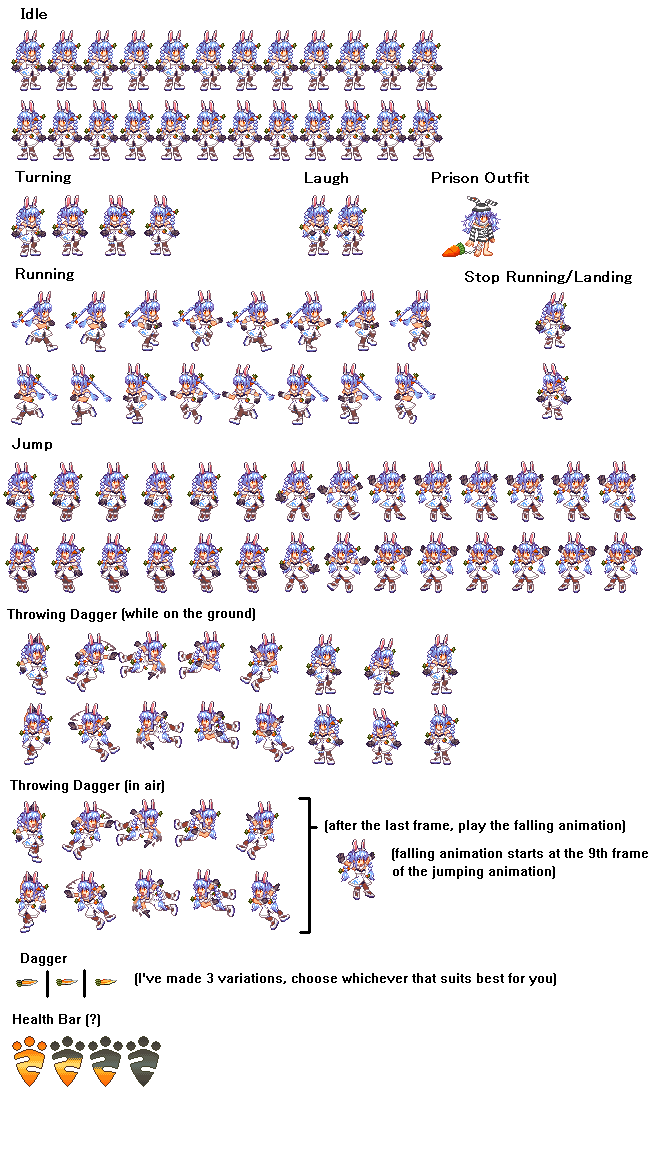 Idle
Turning
Laugh
Prison Outfit
Running
Stop Running/Landing
Jump
Throwing Dagger (while on the ground)
Throwing Dagger (in air)
(after the last frame, play the falling animation)
(falling animation starts at the 9th frame
of the jumping animation)
Dagger
(I've made 3 variations, choose whichever that suits best for you)
Health Bar (?)